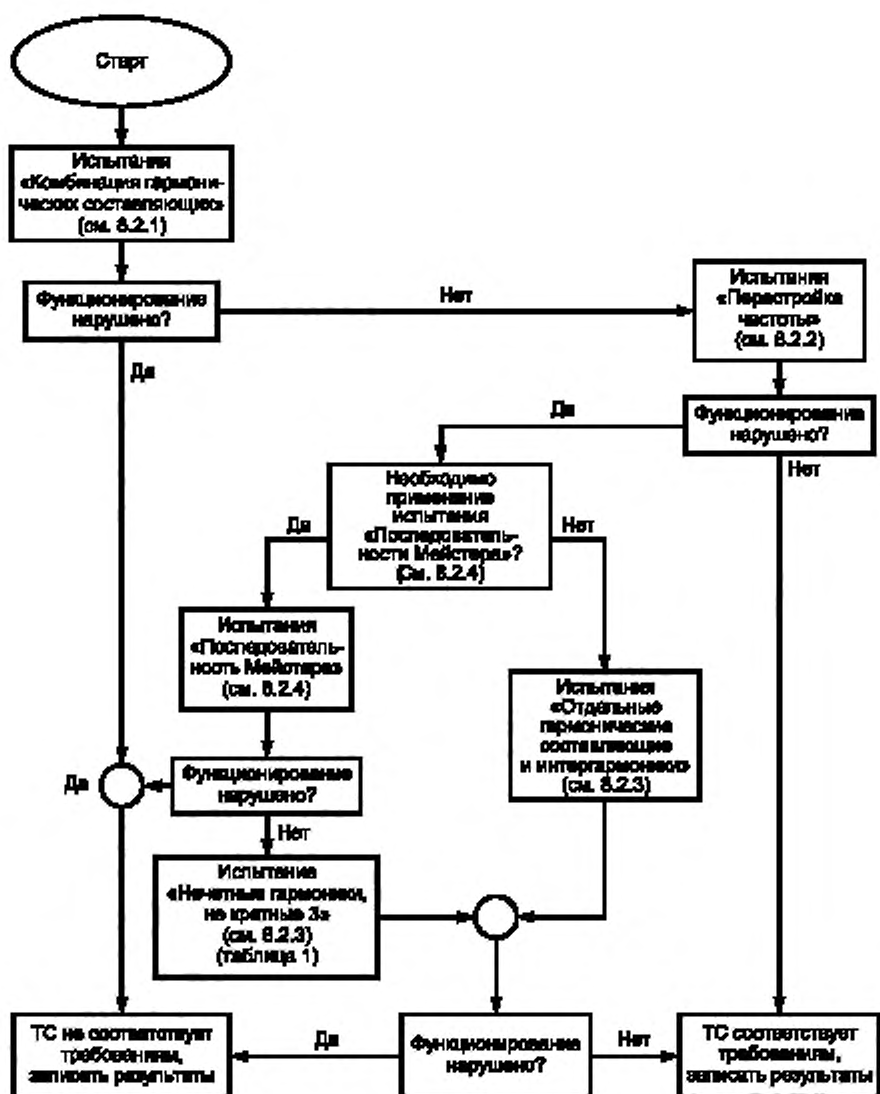 Старт
Испытания
«Комбинация гармони-
ческих составляющих»
(см. 8.2.1)
Функционирование
нарушено?
Нет
Испытания
«Перестройка
частоты»
(см. 8.2.2)
Да
Да
Функционирование
нарушено?
Нет
Необходимо
применение
испытания
«Последователь-
ности Мейстера»?
(См. 8.2.4)
Да
Нет
Испытания
«Последователь-
ность Мейстера»
(см. 8.2.4)
Испытания
«Отдельные
гармонические
составляющие
и интергармоники»
(см. 8.2.3)
Да
Функционирование
нарушено?
Нет
Испытание
«Нечетные гармоники,
не кратные 3»
(см. 8.2.3)
(таблица 1)
ТС не соответствует
требованиям,
записать результаты
Да
Функционирование
нарушено?
Нет
ТС соответствует
требованиям,
записать результаты